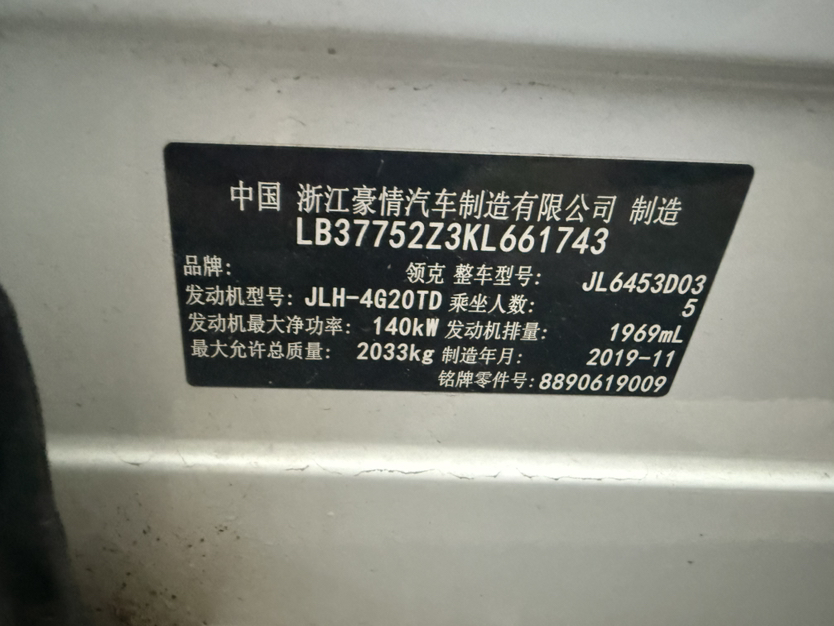 中国 浙江豪情汽车制造有限公司 制造
LB37752Z3KL661743
品牌: 领克 整车型号: JL6453D03
发动机型号: JLH-4G20TD 乘坐人数: 5
发动机最大净功率: 140kW 发动机排量: 1969mL
最大允许总质量: 2033kg 制造年月: 2019-11
铭牌零件号: 8890619009